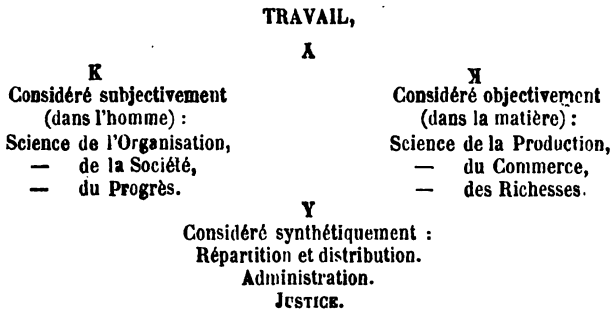 TRAVAIL,
A
K
Considéré subjectivement
(dans l'homme) :
Science de l'Organisation,
— de la Société,
— du Progrès.
ꓘ
Considéré objectivement
(dans la matière) :
Science de la Production,
— du Commerce,
— des Richesses.
Y
Considéré synthétiquement :
Répartition et distribution.
Administration.
JUSTICE.